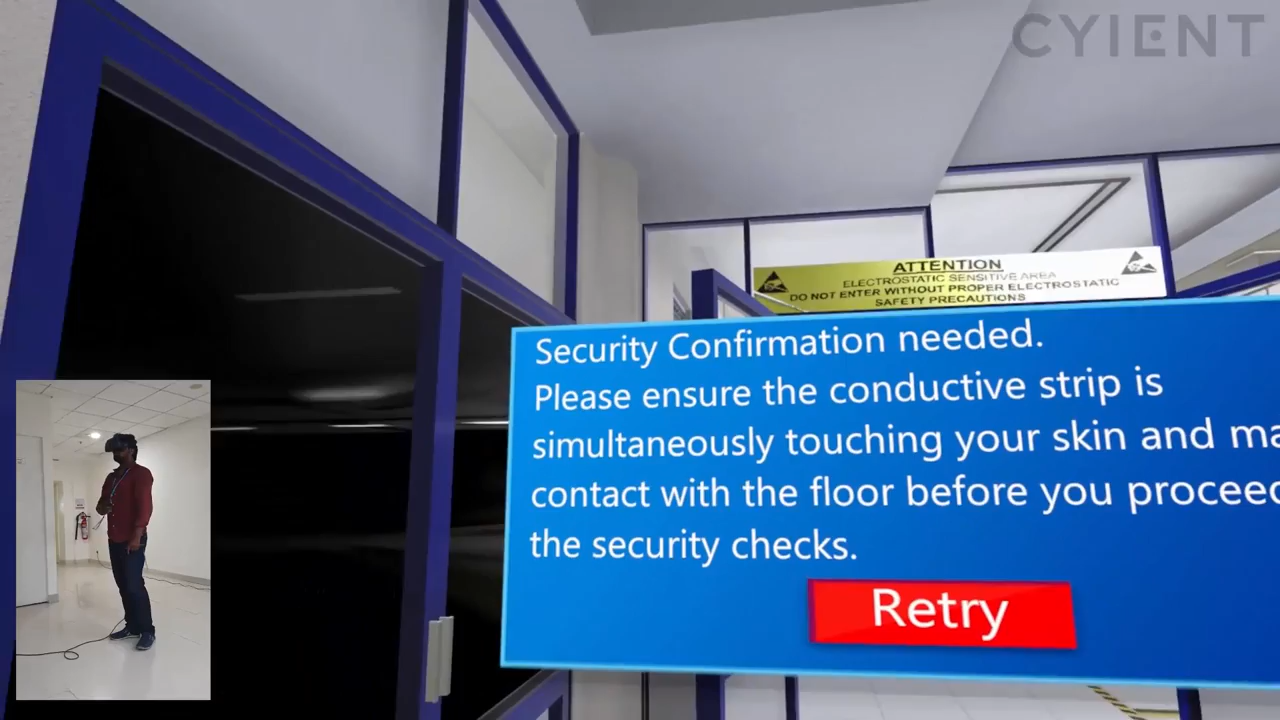 CYIENT
ATTENTION
ELECTROSTATIC SENSITIVE AREA
DO NOT ENTER WITHOUT PROPER ELECTROSTATIC
SAFETY PRECAUTIONS
Security Confirmation needed.
Please ensure the conductive strip is
simultaneously touching your skin and ma
contact with the floor before you proceed
the security checks.
Retry